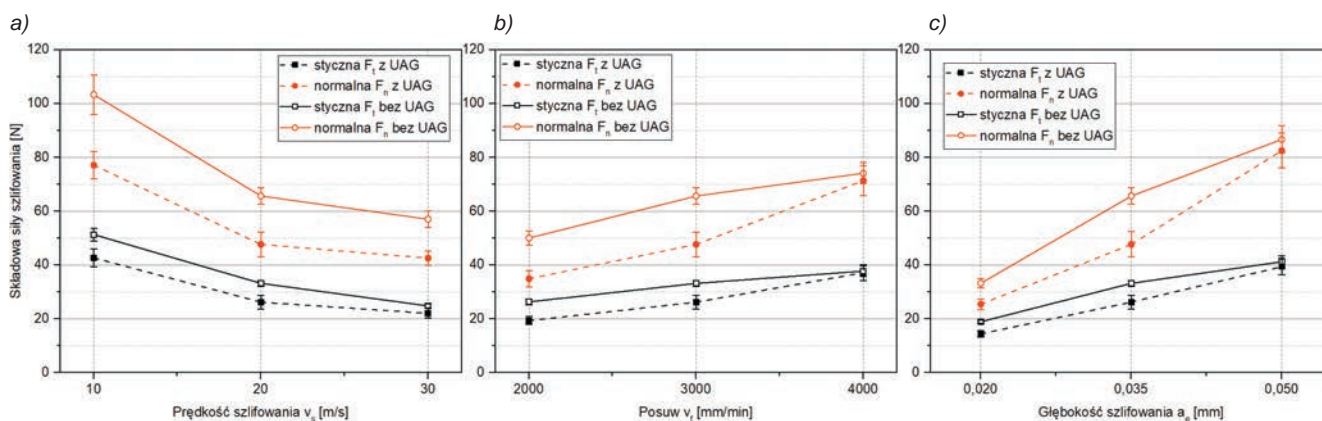 a)
120
100
80
60
40
20
0
Składowa siły szlifowania [N]
styczna Ft z UAG
normalna Fn z UAG
styczna Ft bez UAG
normalna Fn bez UAG
10 20 30
Prędkość szlifowania vs [m/s]
b)
120
100
80
60
40
20
0
styczna Ft z UAG
normalna Fn z UAG
styczna Ft bez UAG
normalna Fn bez UAG
2000 3000 4000
Posuw vf [mm/min]
c)
120
100
80
60
40
20
0
styczna Ft z UAG
normalna Fn z UAG
styczna Ft bez UAG
normalna Fn bez UAG
0,020 0,035 0,050
Głębokość szlifowania ae [mm]